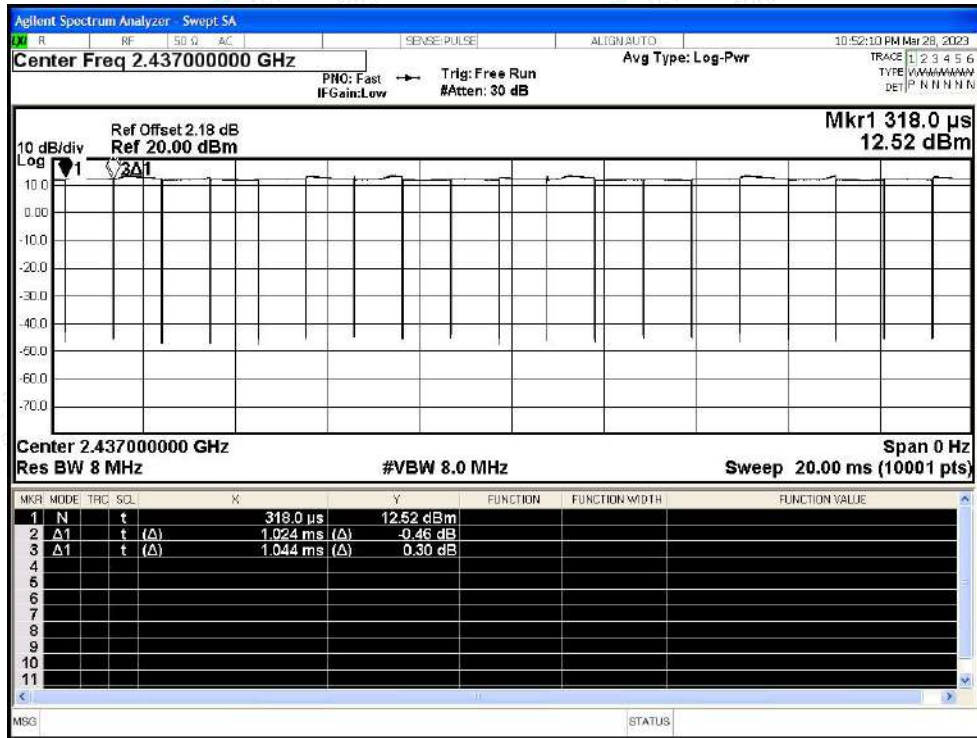 Agilent Spectrum Analyzer - Swept SA
LXI R RF 50 Ω AC SENSE:PULSE ALIGN AUTO 10:52:10 PM Mar 28, 2023
Center Freq 2.437000000 GHz Avg Type: Log-Pwr TRACE 1 2 3 4 5 6
PNO: Fast Trig: Free Run TYPE
IFGain:Low #Atten: 30 dB DET P N N N N N
Mkr1 318.0 µs
Ref Offset 2.18 dB
10 dB/div Ref 20.00 dBm 12.52 dBm
Log
1 3Δ1
10.0
0.00
-10.0
-20.0
-30.0
-40.0
-50.0
-60.0
-70.0
Center 2.437000000 GHz Span 0 Hz
Res BW 8 MHz #VBW 8.0 MHz Sweep 20.00 ms (10001 pts)
MKR MODE TRC SCL X Y FUNCTION FUNCTION WIDTH FUNCTION VALUE
1 N t 318.0 µs 12.52 dBm
2 Δ1 t (Δ) 1.024 ms (Δ) -0.46 dB
3 Δ1 t (Δ) 1.044 ms (Δ) 0.30 dB
4
5
6
7
8
9
10
11
MSG STATUS